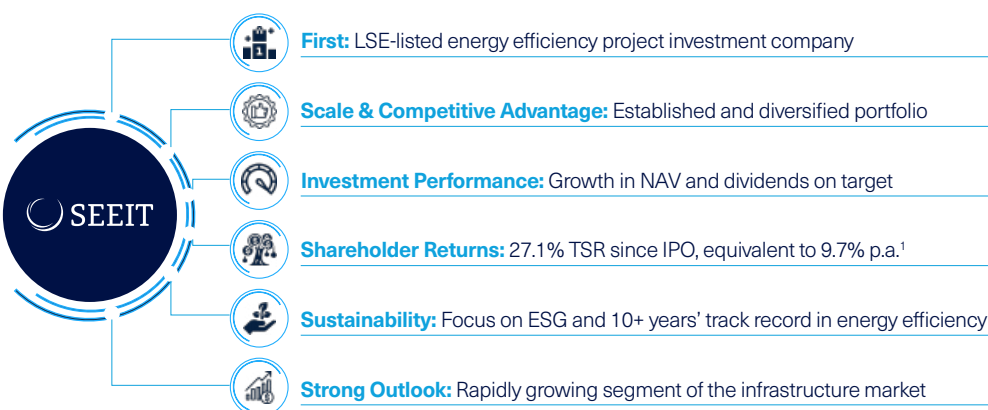 First: LSE-listed energy efficiency project investment company
Scale & Competitive Advantage: Established and diversified portfolio
Investment Performance: Growth in NAV and dividends on target
SEEIT
Shareholder Returns: 27.1% TSR since IPO, equivalent to 9.7% p.a.¹
Sustainability: Focus on ESG and 10+ years’ track record in energy efficiency
Strong Outlook: Rapidly growing segment of the infrastructure market